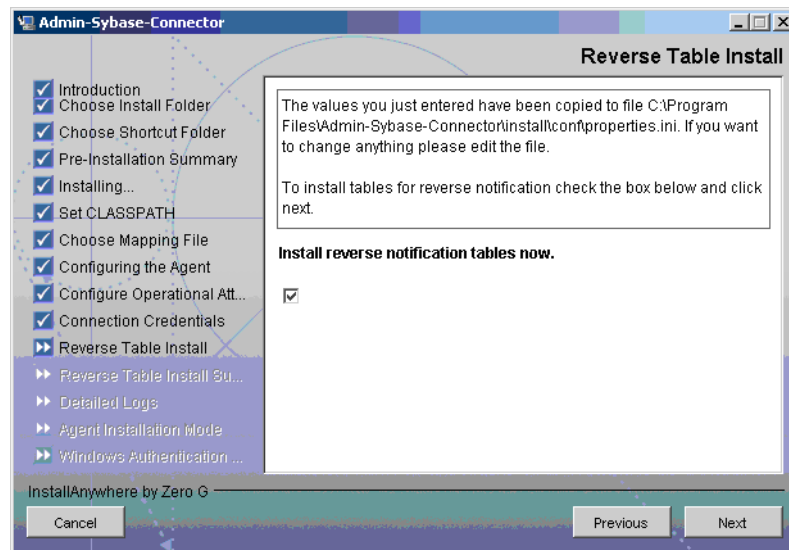 Admin-Sybase-Connector
Reverse Table Install
Introduction
Choose Install Folder
Choose Shortcut Folder
Pre-Installation Summary
Installing...
Set CLASSPATH
Choose Mapping File
Configuring the Agent
Configure Operational Att...
Connection Credentials
Reverse Table Install
Reverse Table Install Su...
Detailed Logs
Agent Installation Mode
Windows Authentication ...
The values you just entered have been copied to file C:\Program
Files\Admin-Sybase-Connector\install\conf\properties.ini. If you want
to change anything please edit the file.
To install tables for reverse notification check the box below and click
next.
Install reverse notification tables now.
InstallAnywhere by Zero G
Cancel
Previous
Next